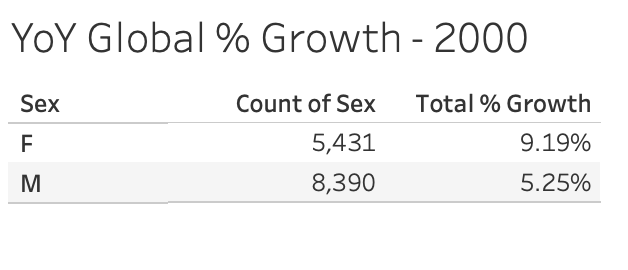 YoY Global % Growth - 2000
Sex Count of Sex Total % Growth
F 5,431 9.19%
M 8,390 5.25%